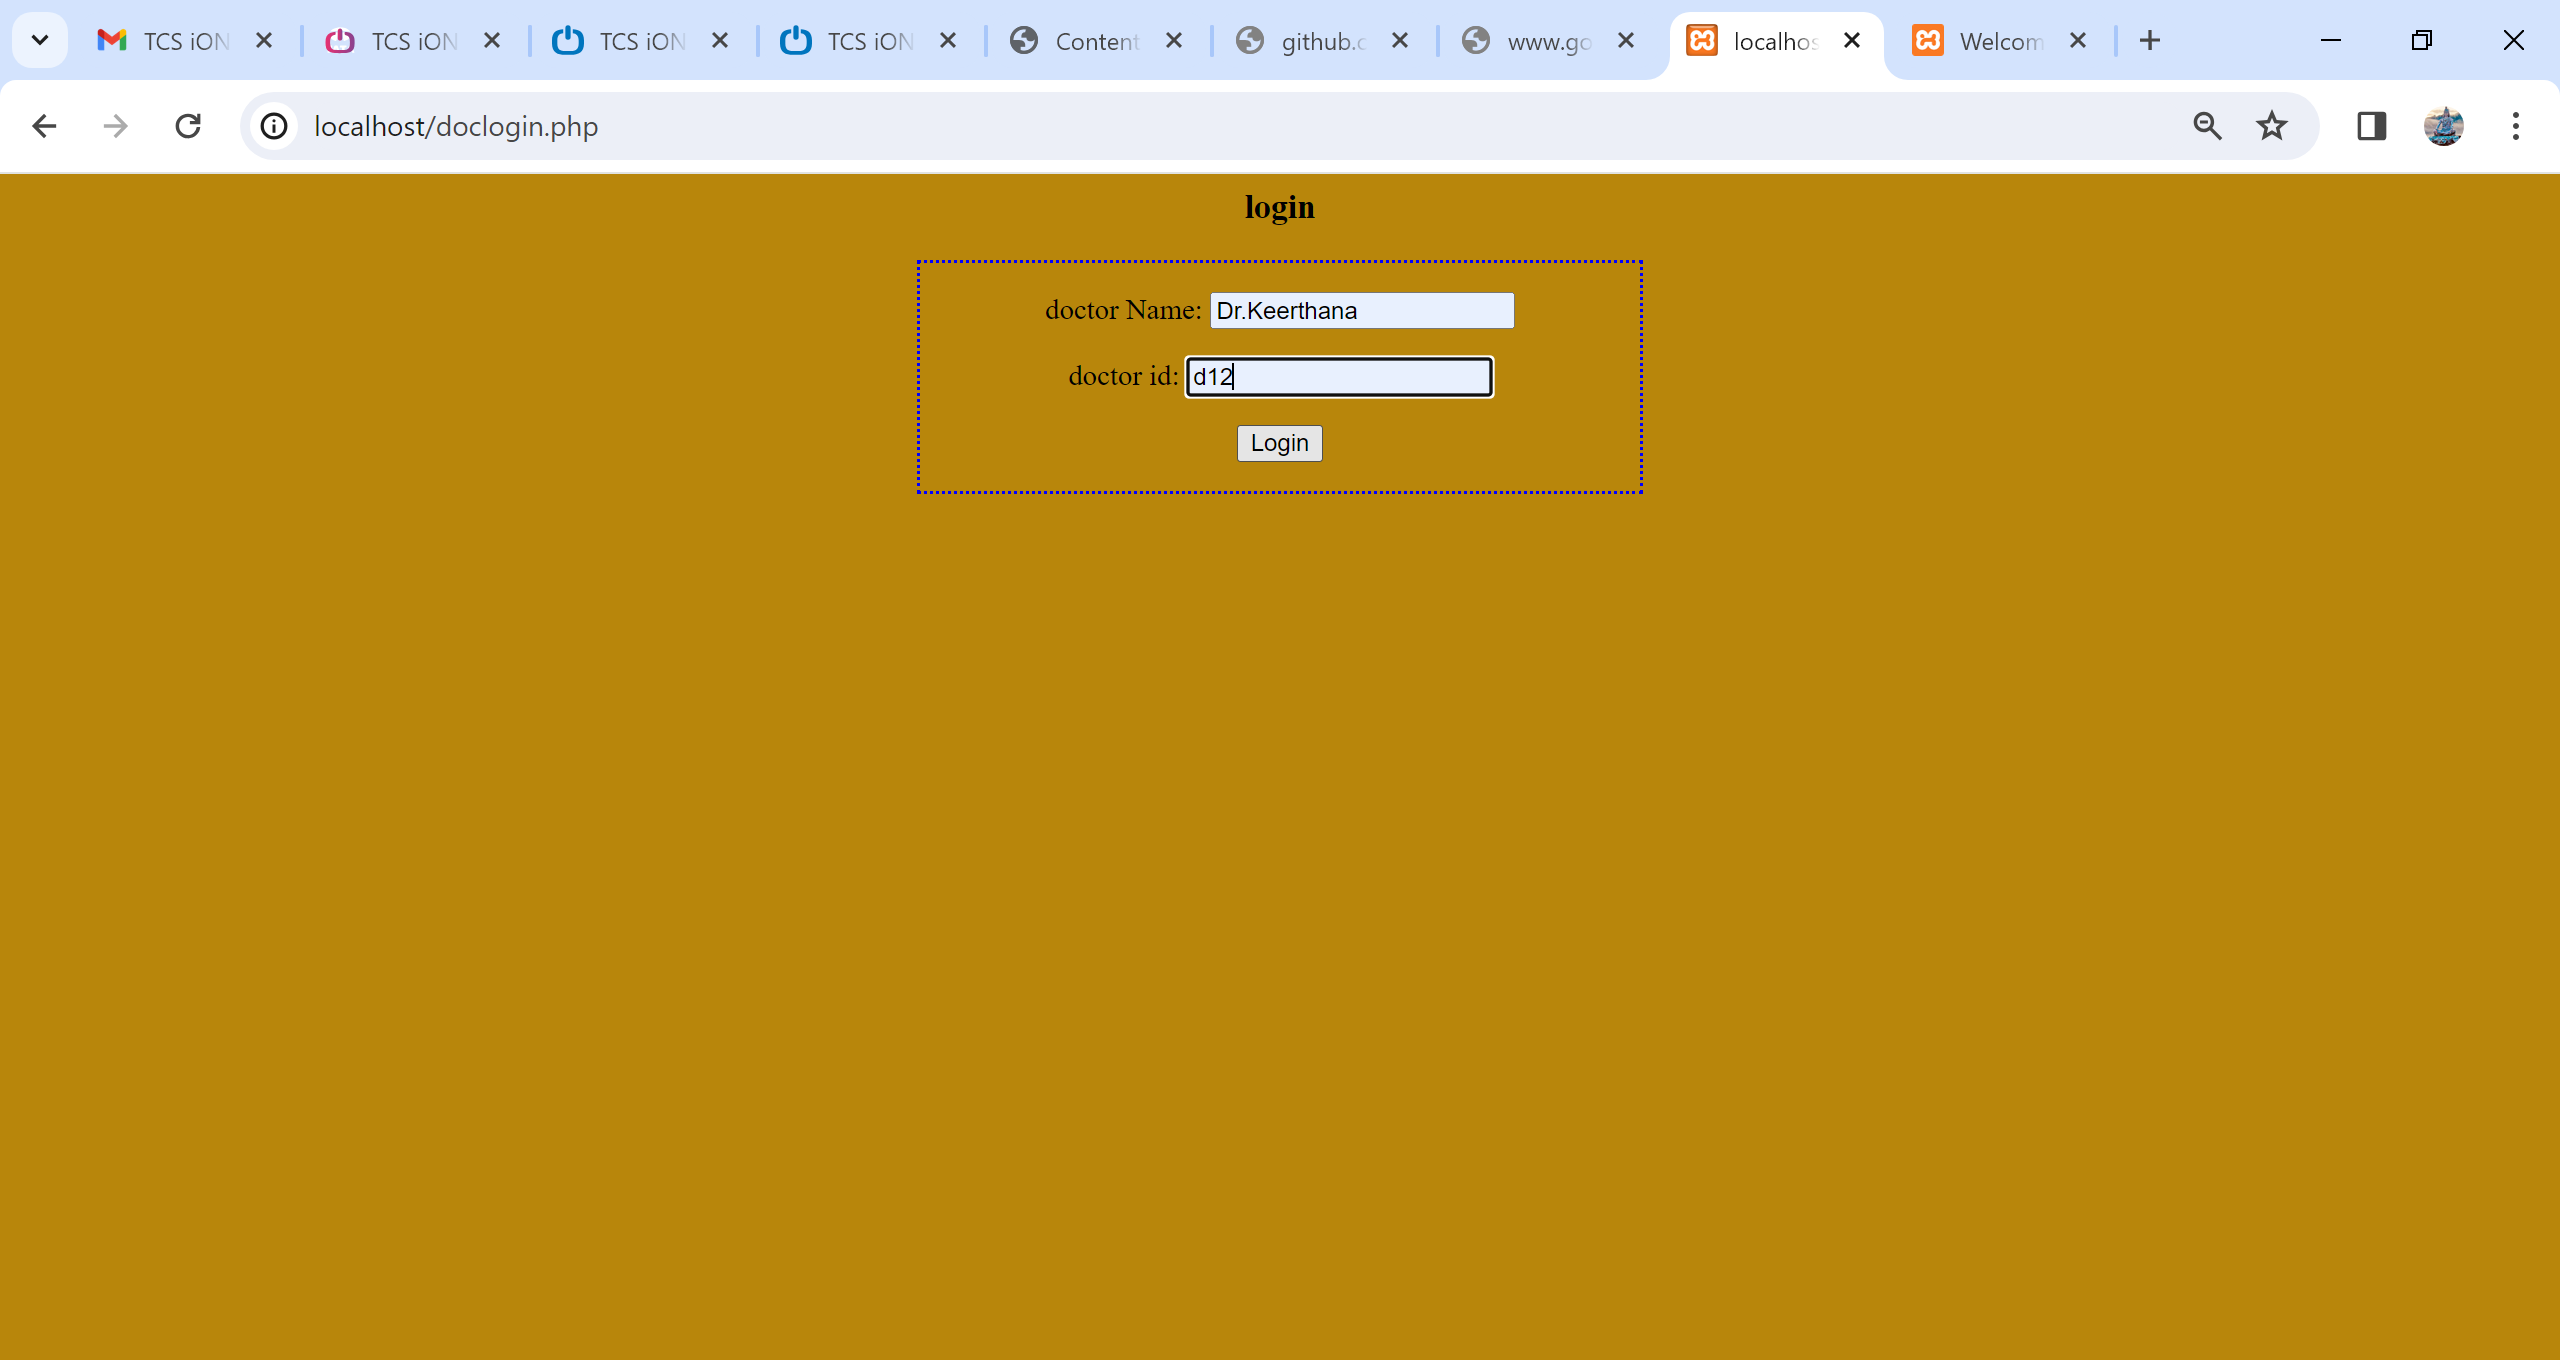 TCS iON
TCS iON
TCS iON
TCS iON
Content
github.c
www.go
localhos
Welcom
localhost/doclogin.php
login
doctor Name: Dr.Keerthana
doctor id: d12
Login